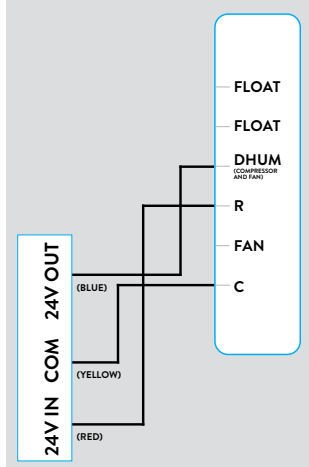 FLOAT
FLOAT
DHUM
(COMPRESSOR
AND FAN)
R
FAN
C
24V OUT
(BLUE)
COM
(YELLOW)
24V IN
(RED)